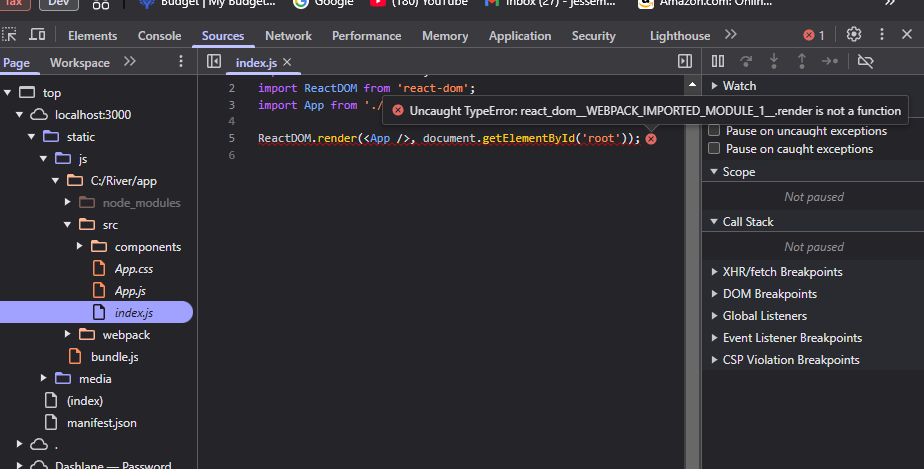 Tax
Dev
Budget | My Budget...
Google
(180) YouTube
Inbox (27) - jessem...
Amazon.com: Onlin...
Elements Console Sources Network Performance Memory Application Security Lighthouse 1
Page Workspace
index.js
top
localhost:3000
static
js
C:/River/app
node_modules
src
components
App.css
App.js
index.js
webpack
bundle.js
media
(index)
manifest.json
.
Dashlane — Password
2 import ReactDOM from 'react-dom';
3 import App from './
4
5 ReactDOM.render(<App />, document.getElementById('root'));
6
Uncaught TypeError: react_dom__WEBPACK_IMPORTED_MODULE_1__.render is not a function
Watch
Pause on uncaught exceptions
Pause on caught exceptions
Scope
Not paused
Call Stack
Not paused
XHR/fetch Breakpoints
DOM Breakpoints
Global Listeners
Event Listener Breakpoints
CSP Violation Breakpoints